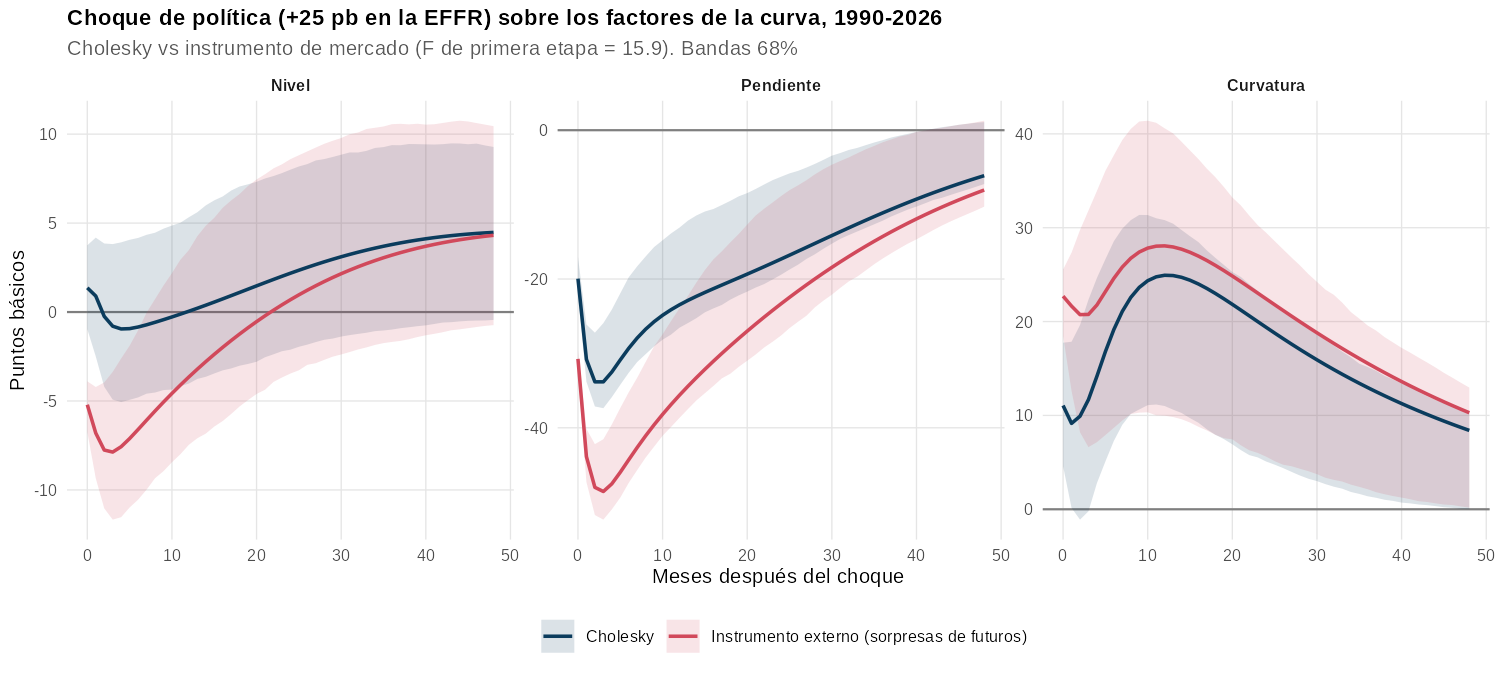 Choque de política (+25 pb en la EFFR) sobre los factores de la curva, 1990-2026
Cholesky vs instrumento de mercado (F de primera etapa = 15.9). Bandas 68%
Nivel
Pendiente
Curvatura
Puntos básicos
10
5
0
-5
-10
0 10 20 30 40 50
0
-20
-40
0 10 20 30 40 50
40
30
20
10
0
0 10 20 30 40 50
Meses después del choque
Cholesky
Instrumento externo (sorpresas de futuros)